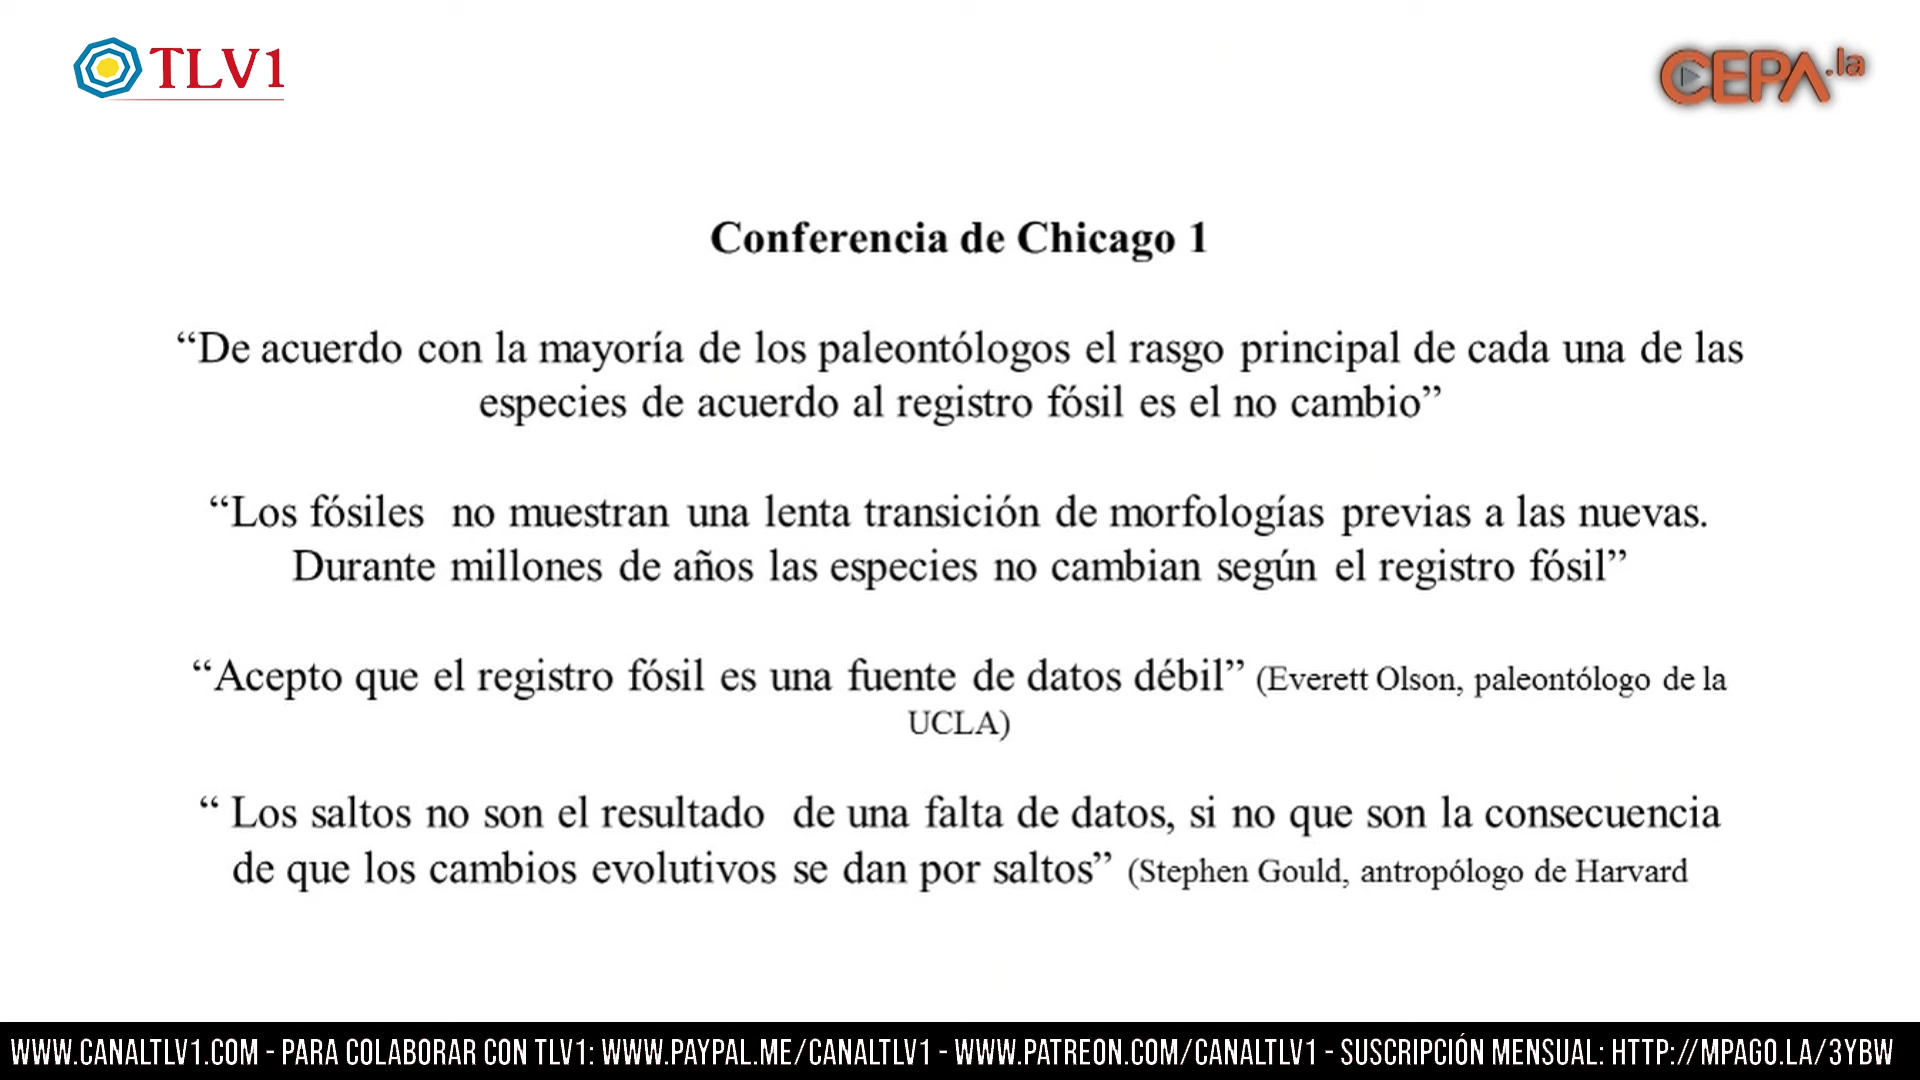 TLV1
CEPA.la
Conferencia de Chicago 1
“De acuerdo con la mayoría de los paleontólogos el rasgo principal de cada una de las
especies de acuerdo al registro fósil es el no cambio”
“Los fósiles no muestran una lenta transición de morfologías previas a las nuevas.
Durante millones de años las especies no cambian según el registro fósil”
“Acepto que el registro fósil es una fuente de datos débil” (Everett Olson, paleontólogo de la
UCLA)
“ Los saltos no son el resultado de una falta de datos, si no que son la consecuencia
de que los cambios evolutivos se dan por saltos” (Stephen Gould, antropólogo de Harvard
WWW.CANALTLV1.COM - PARA COLABORAR CON TLV1: WWW.PAYPAL.ME/CANALTLV1 - WWW.PATREON.COM/CANALTLV1 - SUSCRIPCIÓN MENSUAL: HTTP://MPAGO.LA/3YBW